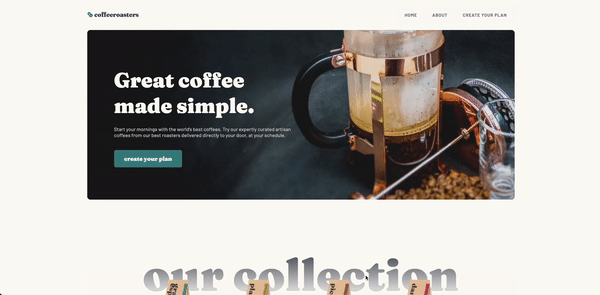 coffeeroasters
HOME ABOUT CREATE YOUR PLAN
Great coffee
made simple.
Start your mornings with the world's best coffees. Try our expertly curated artisan
coffees from our best roasters delivered directly to your door, at your schedule.
create your plan
our collection